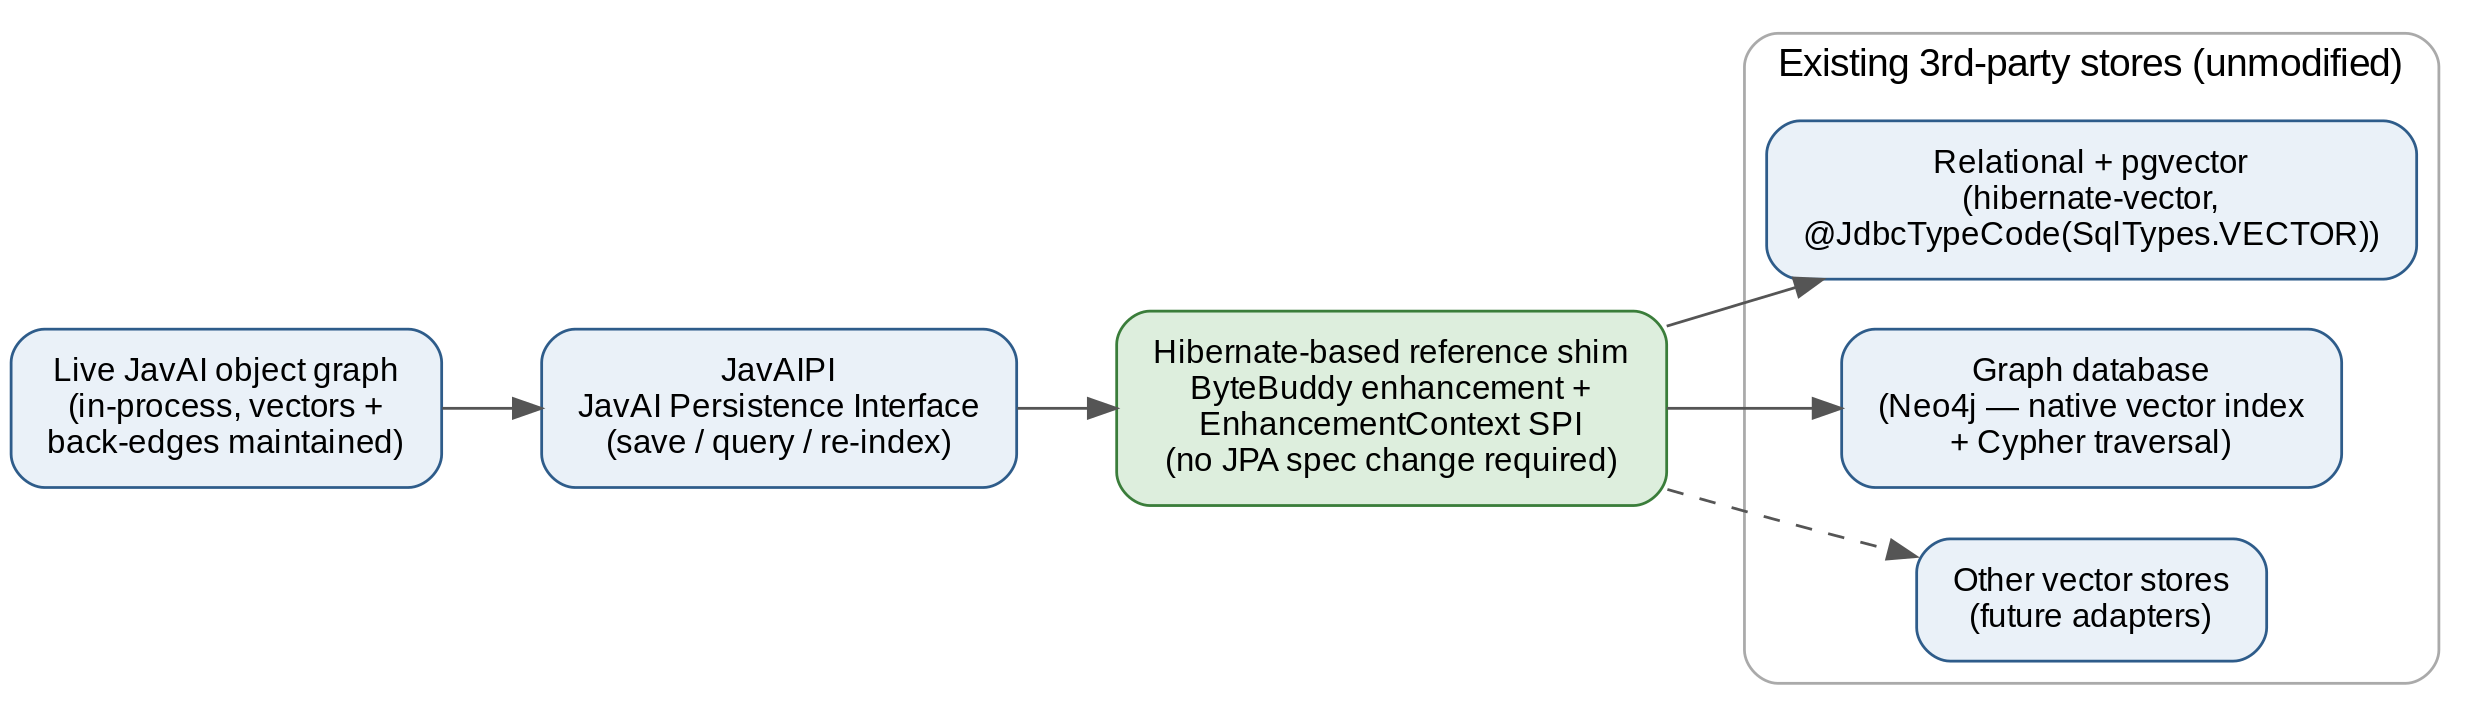 Live JavAI object graph
(in-process, vectors +
back-edges maintained)
JavAIPI
JavAI Persistence Interface
(save / query / re-index)
Hibernate-based reference shim
ByteBuddy enhancement +
EnhancementContext SPI
(no JPA spec change required)
Existing 3rd-party stores (unmodified)
Relational + pgvector
(hibernate-vector,
@JdbcTypeCode(SqlTypes.VECTOR))
Graph database
(Neo4j — native vector index
+ Cypher traversal)
Other vector stores
(future adapters)